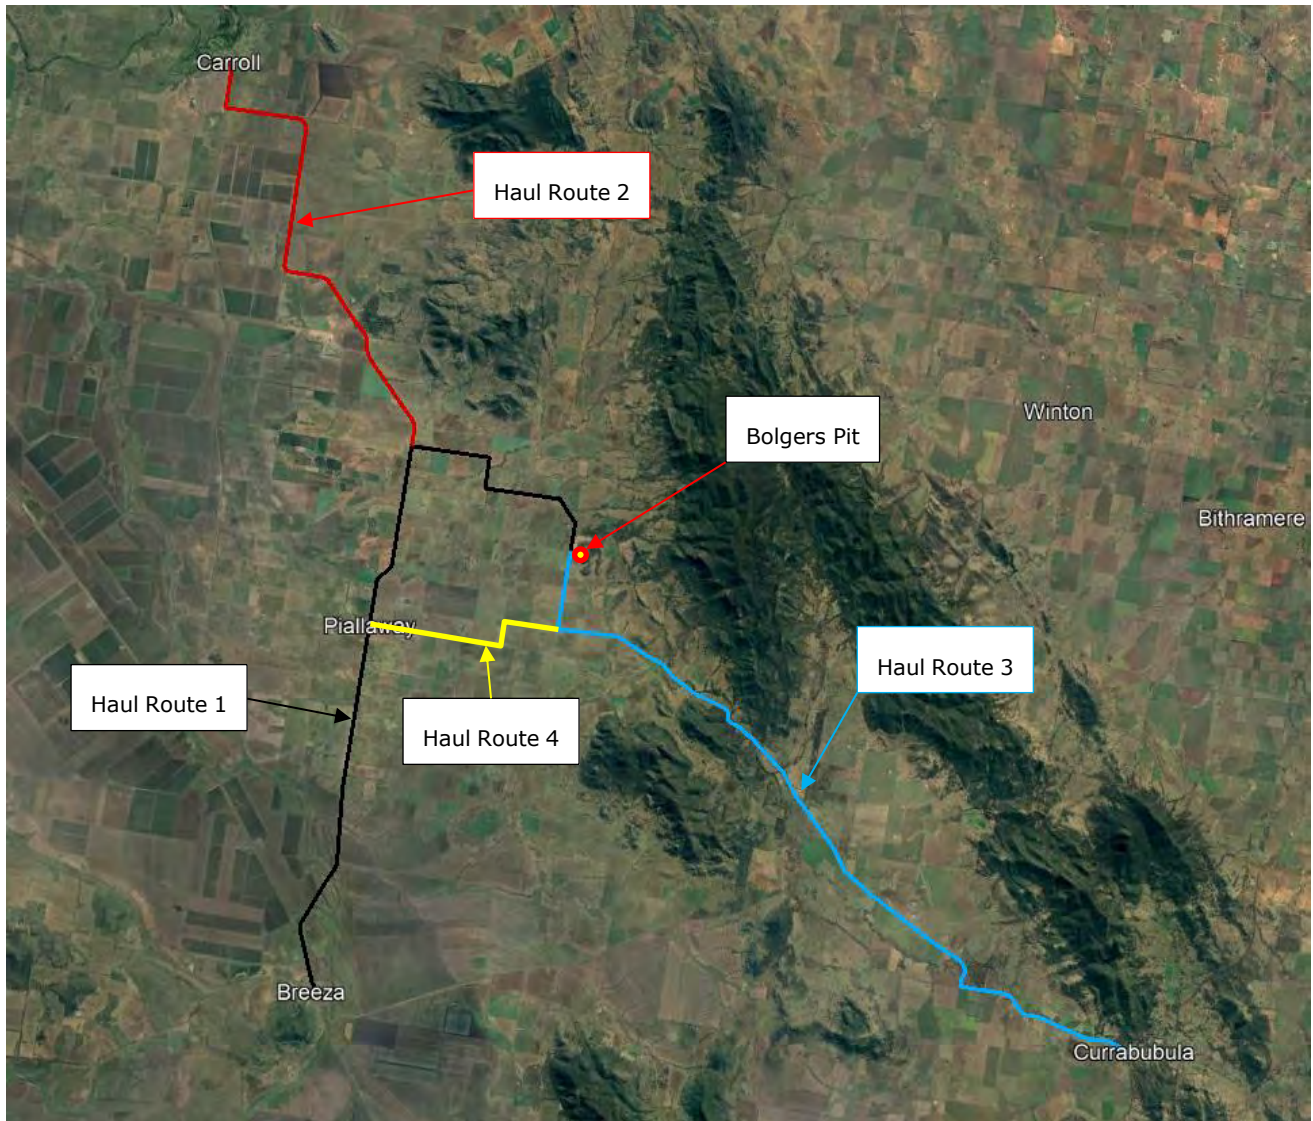 Carroll
Haul Route 2
Winton
Bolgers Pit
Bithramere
Piallaway
Haul Route 3
Haul Route 1
Haul Route 4
Breeza
Currabubula